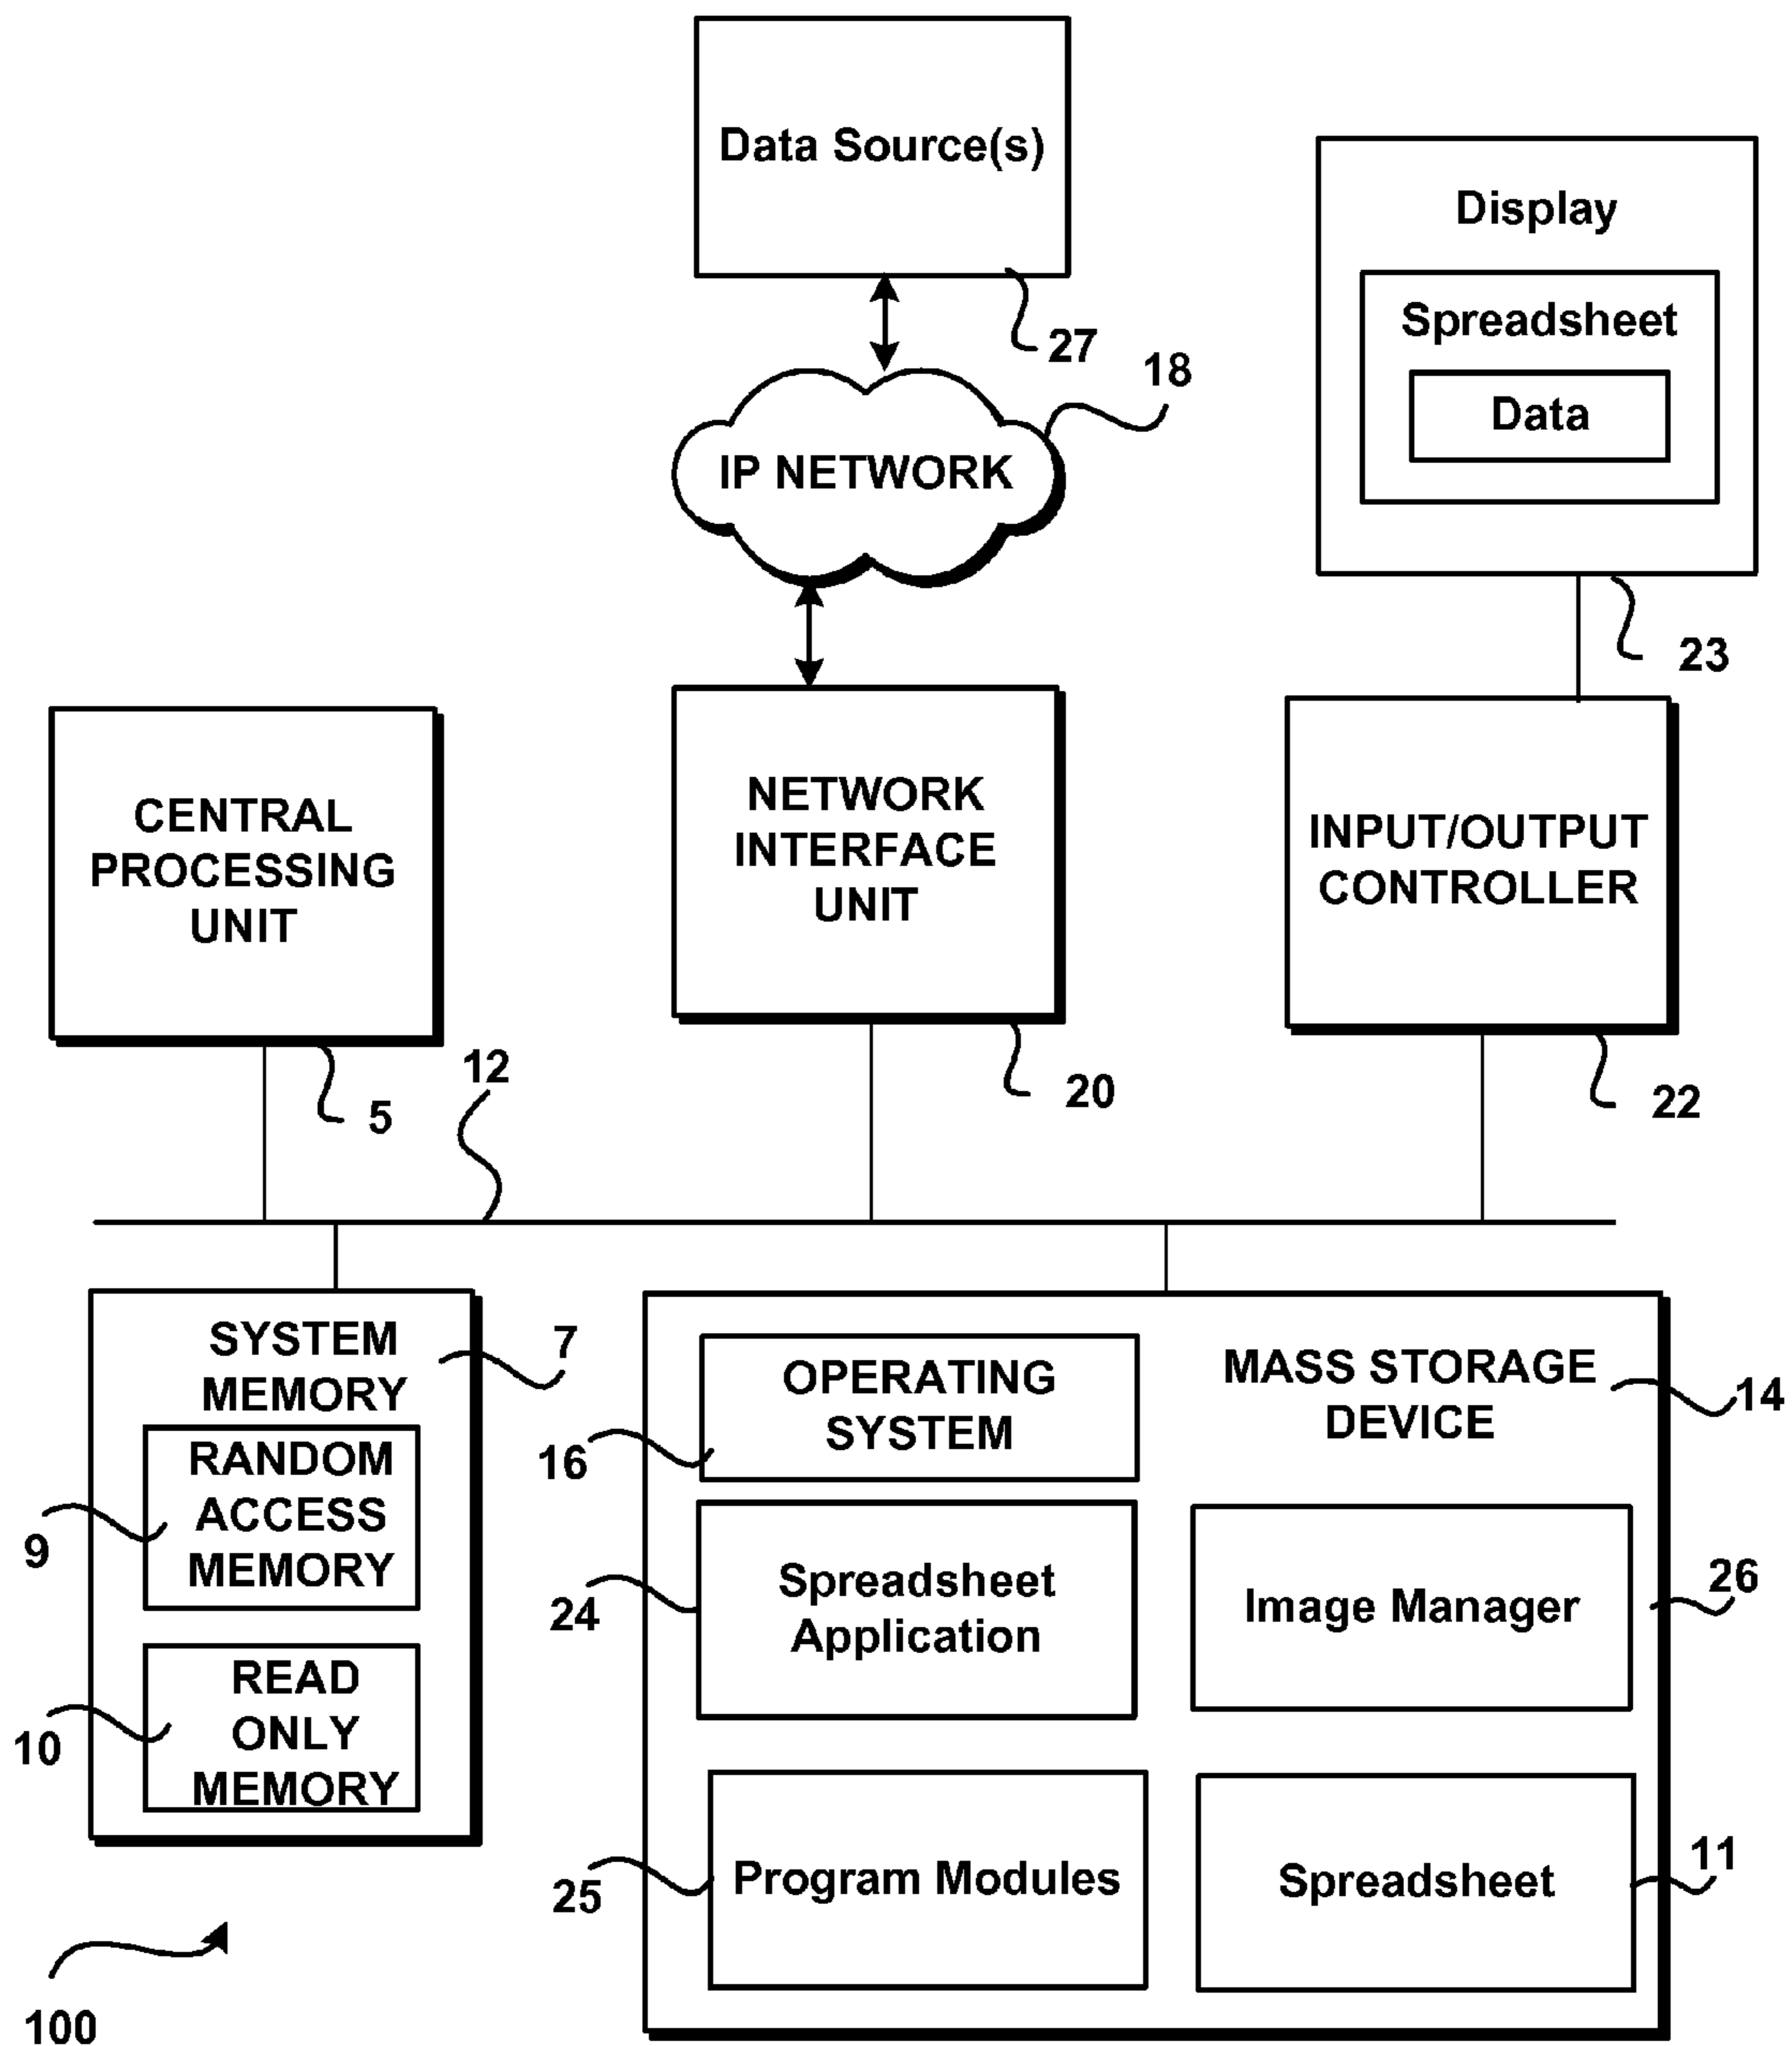 Data Source(s)
27
Display
Spreadsheet
Data
23
18
IP NETWORK
CENTRAL
PROCESSING
UNIT
5
NETWORK
INTERFACE
UNIT
20
INPUT/OUTPUT
CONTROLLER
22
12
SYSTEM
MEMORY
7
RANDOM
ACCESS
MEMORY
9
READ
ONLY
MEMORY
10
OPERATING
SYSTEM
16
MASS STORAGE
DEVICE
14
Spreadsheet
Application
24
Image Manager
26
Program Modules
25
Spreadsheet
11
100